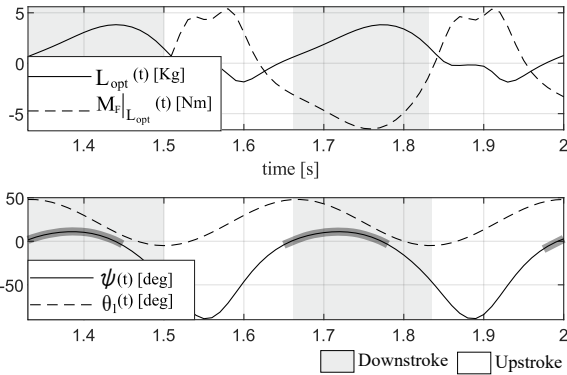 5
0
-5
L_opt (t) [Kg]
M_F|_L_opt (t) [Nm]
1.4 1.5 1.6 1.7 1.8 1.9 2
time [s]
50
0
-50
ψ(t) [deg]
θ_1(t) [deg]
1.4 1.5 1.6 1.7 1.8 1.9 2
Downstroke Upstroke